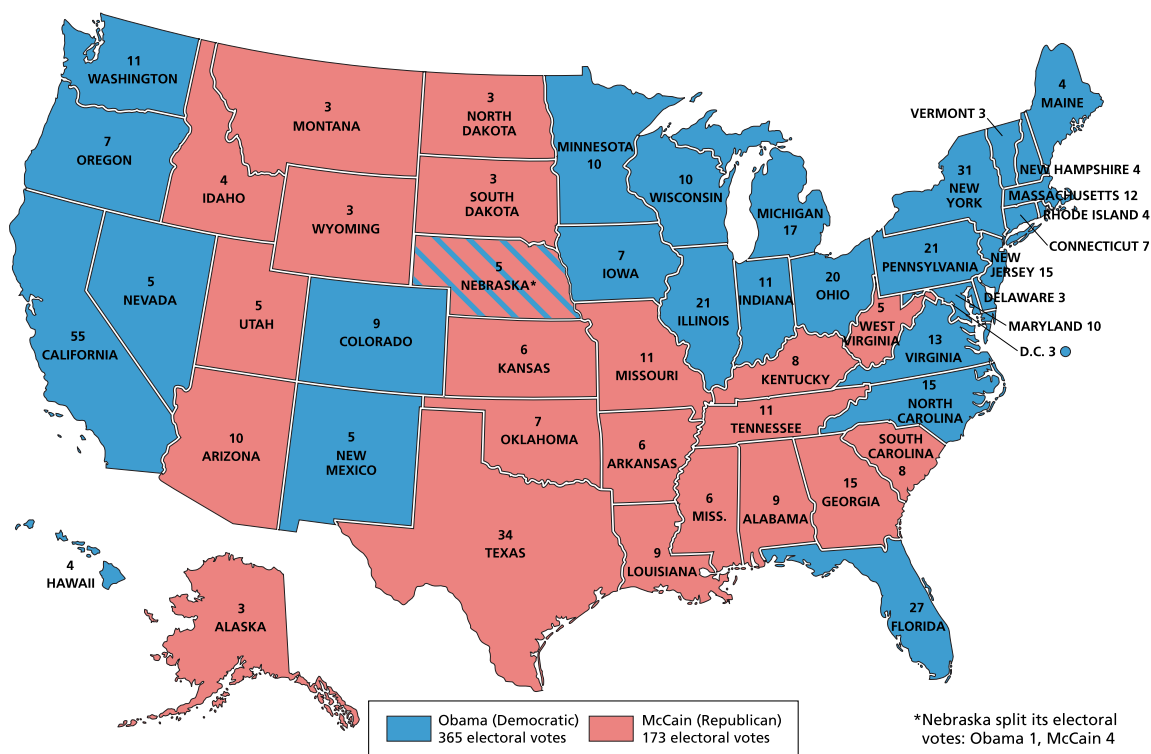 11
WASHINGTON
7
OREGON
55
CALIFORNIA
5
NEVADA
4
IDAHO
3
MONTANA
3
WYOMING
5
UTAH
9
COLORADO
10
ARIZONA
5
NEW
MEXICO
3
NORTH
DAKOTA
3
SOUTH
DAKOTA
5
NEBRASKA*
6
KANSAS
7
OKLAHOMA
34
TEXAS
MINNESOTA
10
7
IOWA
11
MISSOURI
6
ARKANSAS
9
LOUISIANA
10
WISCONSIN
21
ILLINOIS
MICHIGAN
17
11
INDIANA
20
OHIO
8
KENTUCKY
11
TENNESSEE
6
MISS.
9
ALABAMA
15
GEORGIA
27
FLORIDA
SOUTH
CAROLINA
8
15
NORTH
CAROLINA
13
VIRGINIA
5
WEST
VIRGINIA
21
PENNSYLVANIA
31
NEW
YORK
VERMONT 3
4
MAINE
NEW HAMPSHIRE 4
MASSACHUSETTS 12
RHODE ISLAND 4
CONNECTICUT 7
NEW
JERSEY 15
DELAWARE 3
MARYLAND 10
D.C. 3
4
HAWAII
3
ALASKA
Obama (Democratic)
365 electoral votes
McCain (Republican)
173 electoral votes
*Nebraska split its electoral
votes: Obama 1, McCain 4